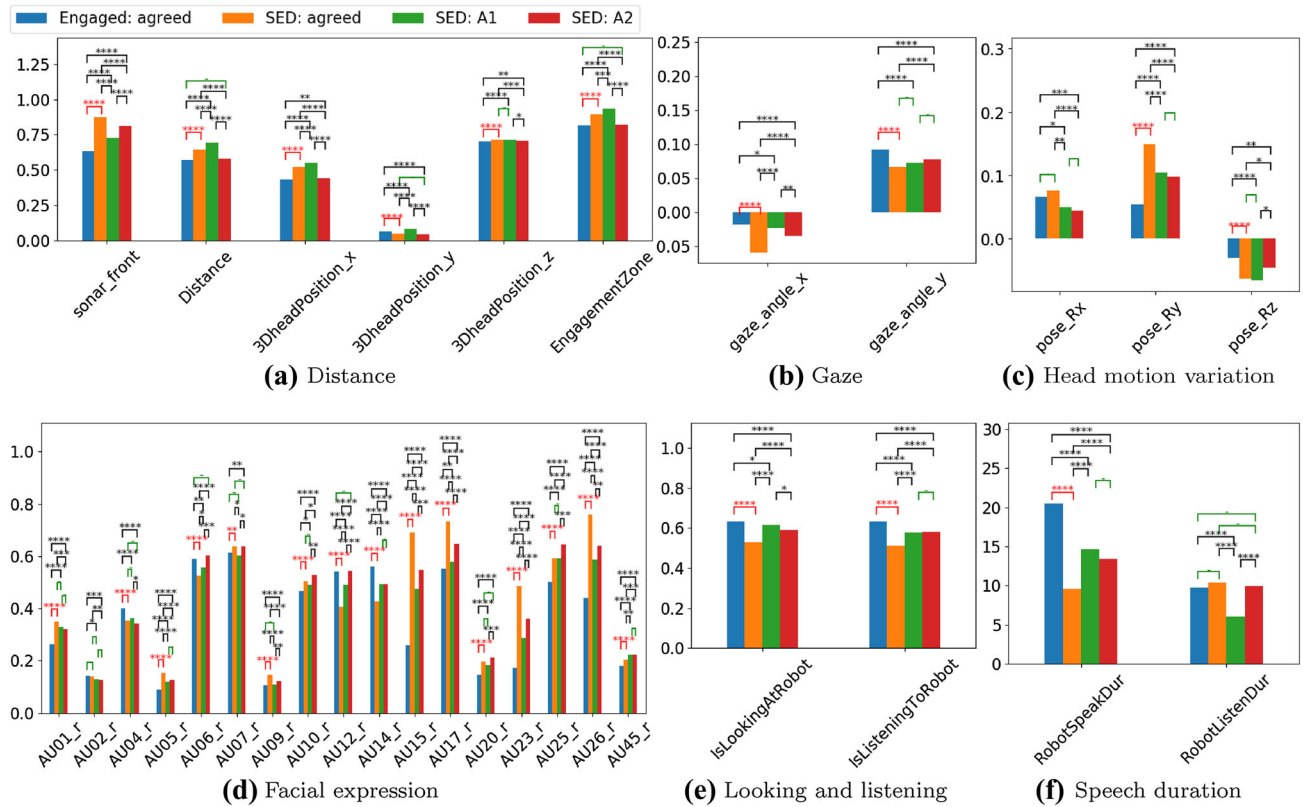 Engaged: agreed SED: agreed SED: A1 SED: A2
1.25
1.00
0.75
0.50
0.25
0.00
sonar_front
Distance
3DheadPosition_x
3DheadPosition_y
3DheadPosition_z
EngagementZone
(a) Distance
0.25
0.20
0.15
0.10
0.05
0.00
0.05
gaze_angle_x
gaze_angle_y
(b) Gaze
0.3
0.2
0.1
0.0
pose_Rx
pose_Ry
pose_Rz
(c) Head motion variation
1.0
0.8
0.6
0.4
0.2
0.0
AU01_r
AU02_r
AU04_r
AU05_r
AU06_r
AU07_r
AU09_r
AU10_r
AU12_r
AU14_r
AU15_r
AU17_r
AU20_r
AU23_r
AU25_r
AU26_r
AU45_r
(d) Facial expression
1.0
0.8
0.6
0.4
0.2
0.0
IsLookingAtRobot
IsListeningToRobot
(e) Looking and listening
30
25
20
15
10
5
0
RobotSpeakDur
RobotListenDur
(f) Speech duration